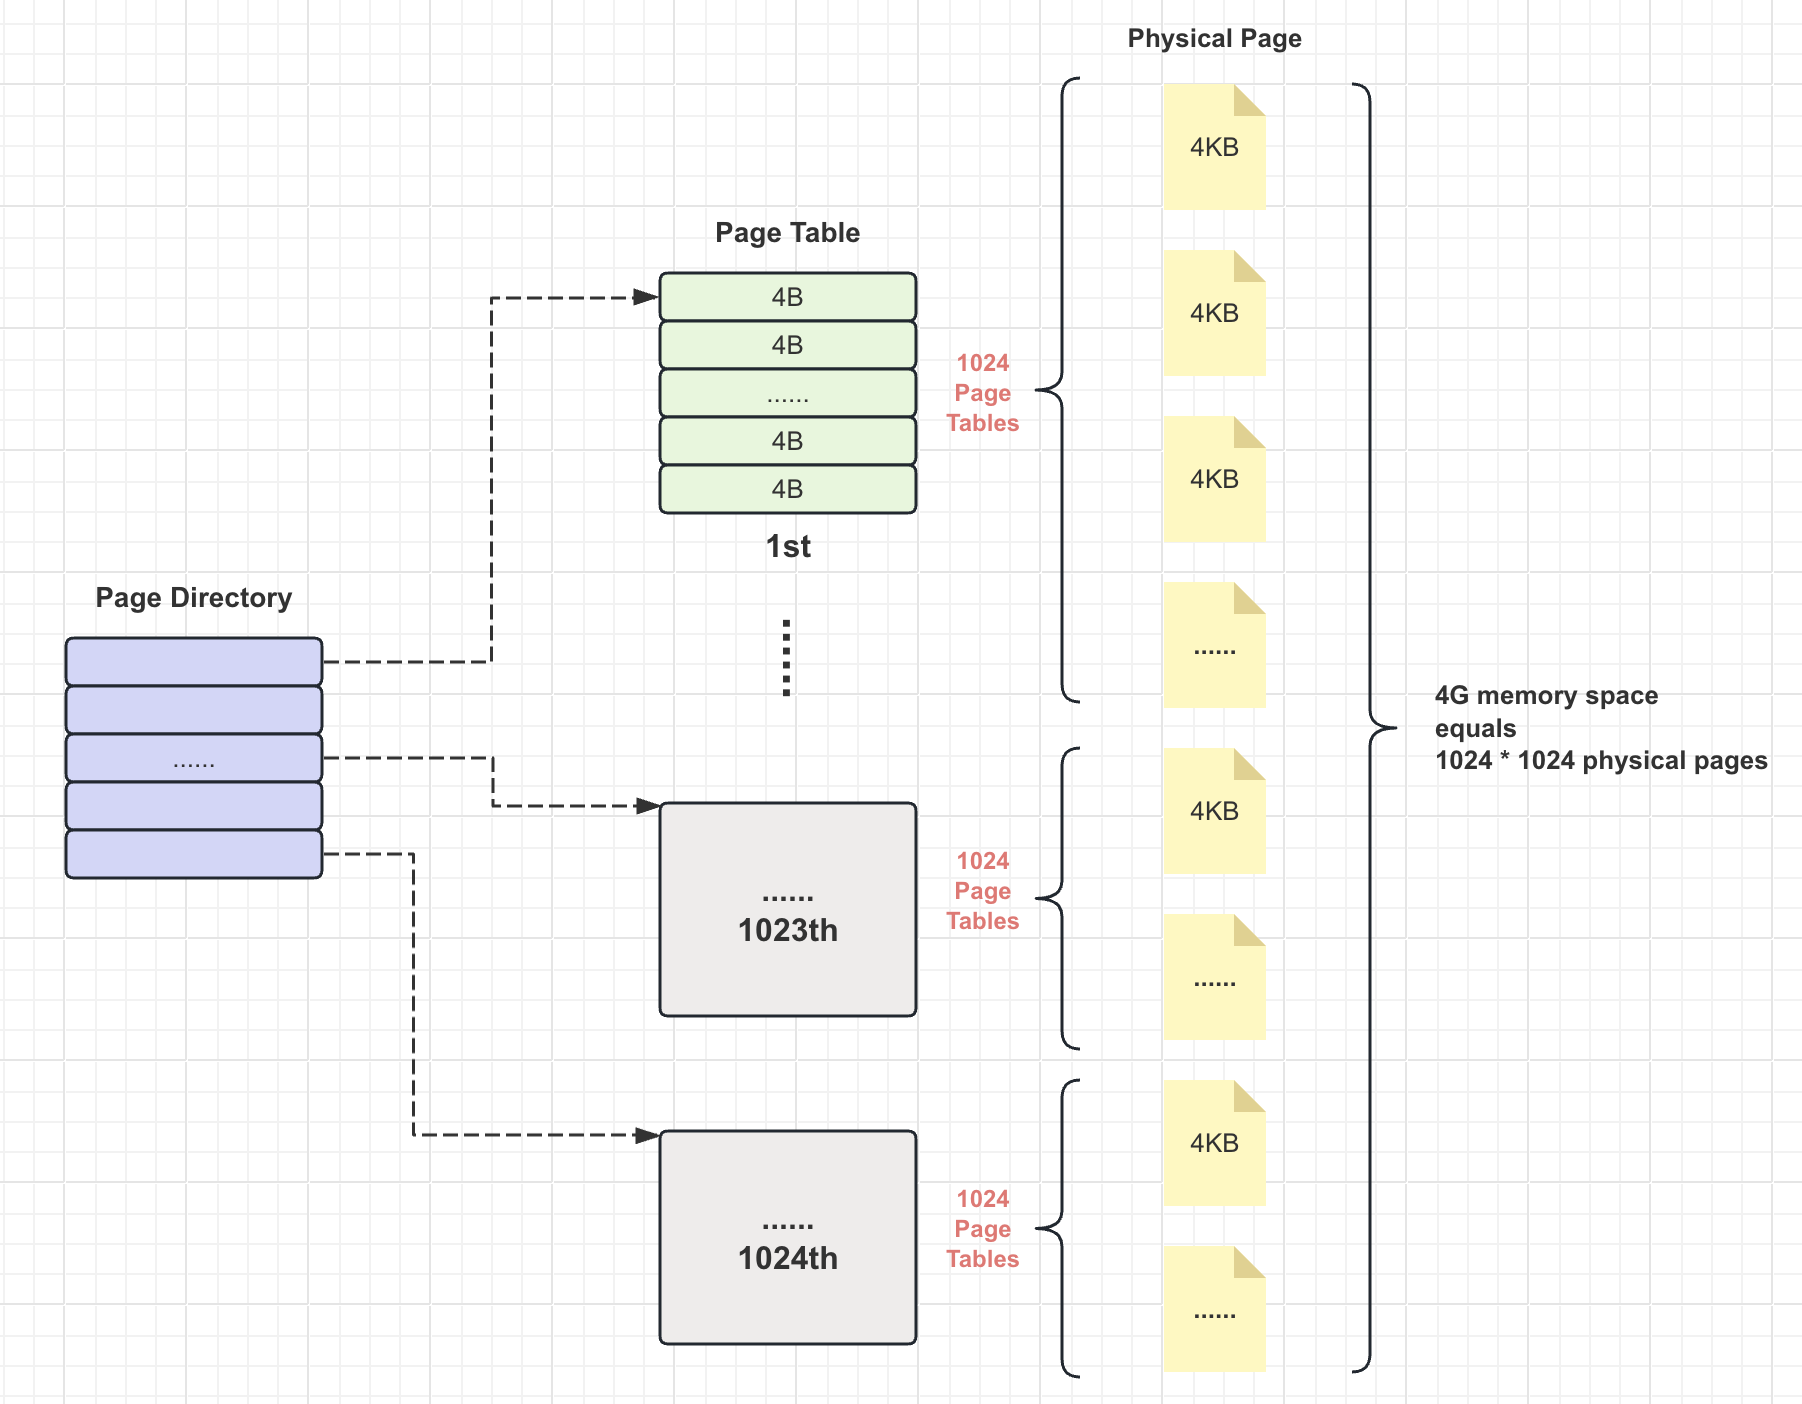 Physical Page
4KB
4KB
4KB
......
4KB
......
4KB
......
Page Table
4B
4B
......
4B
4B
1st
1024
Page
Tables
Page Directory
......
......
1023th
1024
Page
Tables
......
1024th
1024
Page
Tables
4G memory space
equals
1024 * 1024 physical pages